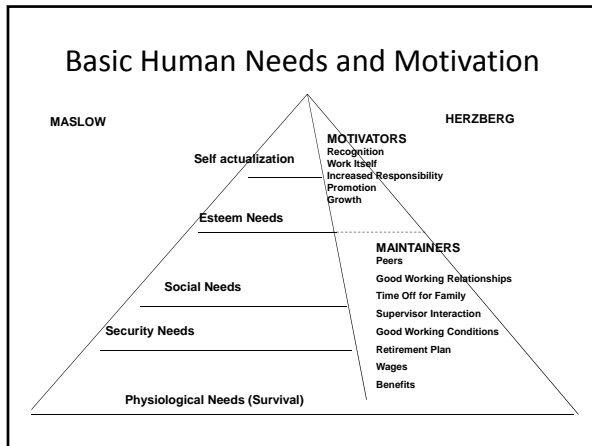 Basic Human Needs and Motivation
MASLOW
HERZBERG
Self actualization
Esteem Needs
Social Needs
Security Needs
Physiological Needs (Survival)
MOTIVATORS
Recognition
Work Itself
Increased Responsibility
Promotion
Growth
MAINTAINERS
Peers
Good Working Relationships
Time Off for Family
Supervisor Interaction
Good Working Conditions
Retirement Plan
Wages
Benefits